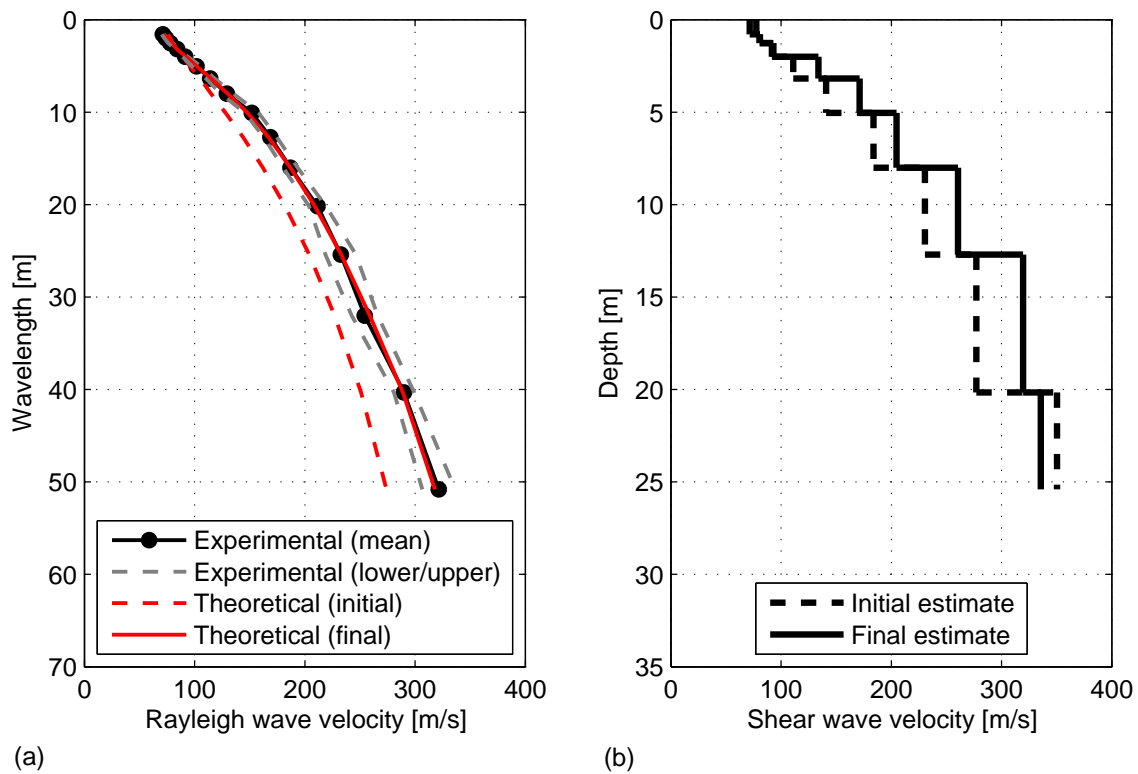 0
10
20
30
40
50
60
70
Wavelength [m]
Experimental (mean)
Experimental (lower/upper)
Theoretical (initial)
Theoretical (final)
0 100 200 300 400
Rayleigh wave velocity [m/s]
(a)
0
5
10
15
20
25
30
35
Depth [m]
Initial estimate
Final estimate
0 100 200 300 400
Shear wave velocity [m/s]
(b)